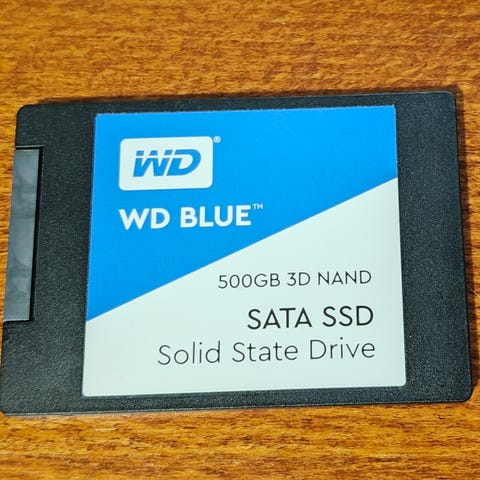 WD®
WD BLUE™
500GB 3D NAND
SATA SSD
Solid State Drive